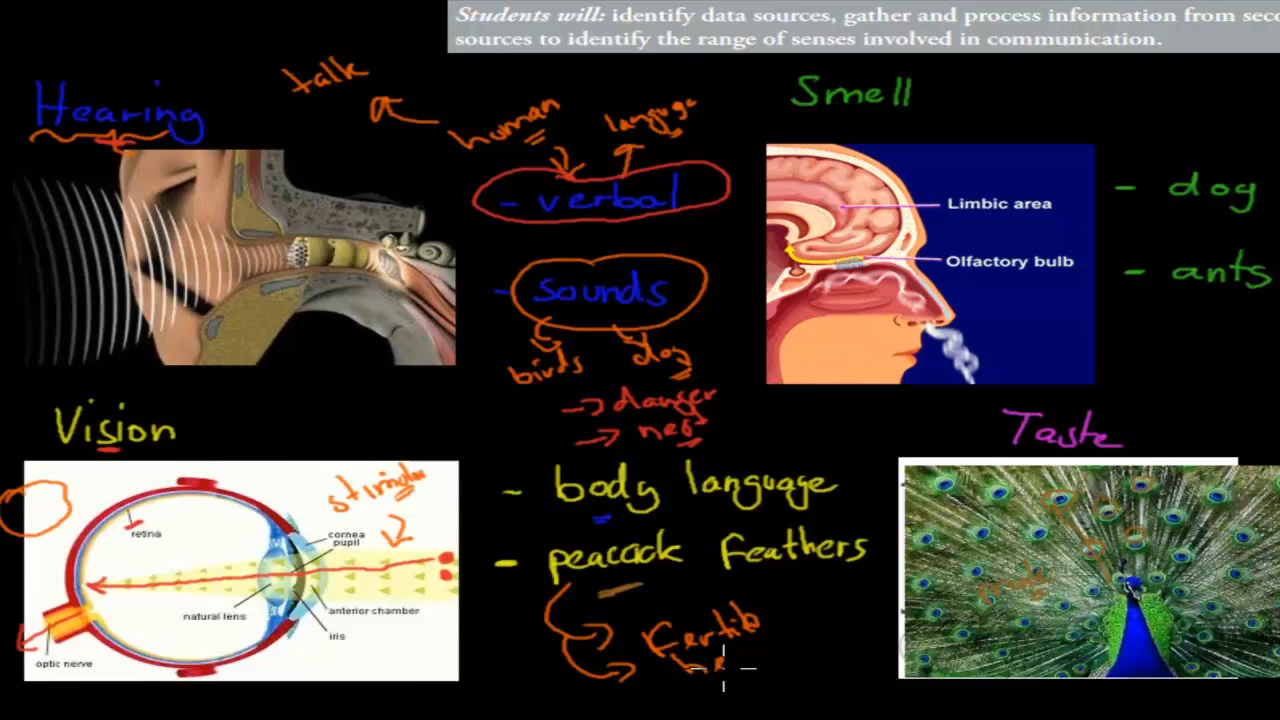 Students will: identify data sources, gather and process information from sec
sources to identify the range of senses involved in communication.
Hearing
talk
human
language
- verbal
- sounds
birds
dog
→ danger
Smell
Limbic area
Olfactory bulb
- dog
- ants
Vision
retina
cornea
pupil
natural lens
anterior chamber
iris
optic nerve
- body language
- peacock feathers
Taste